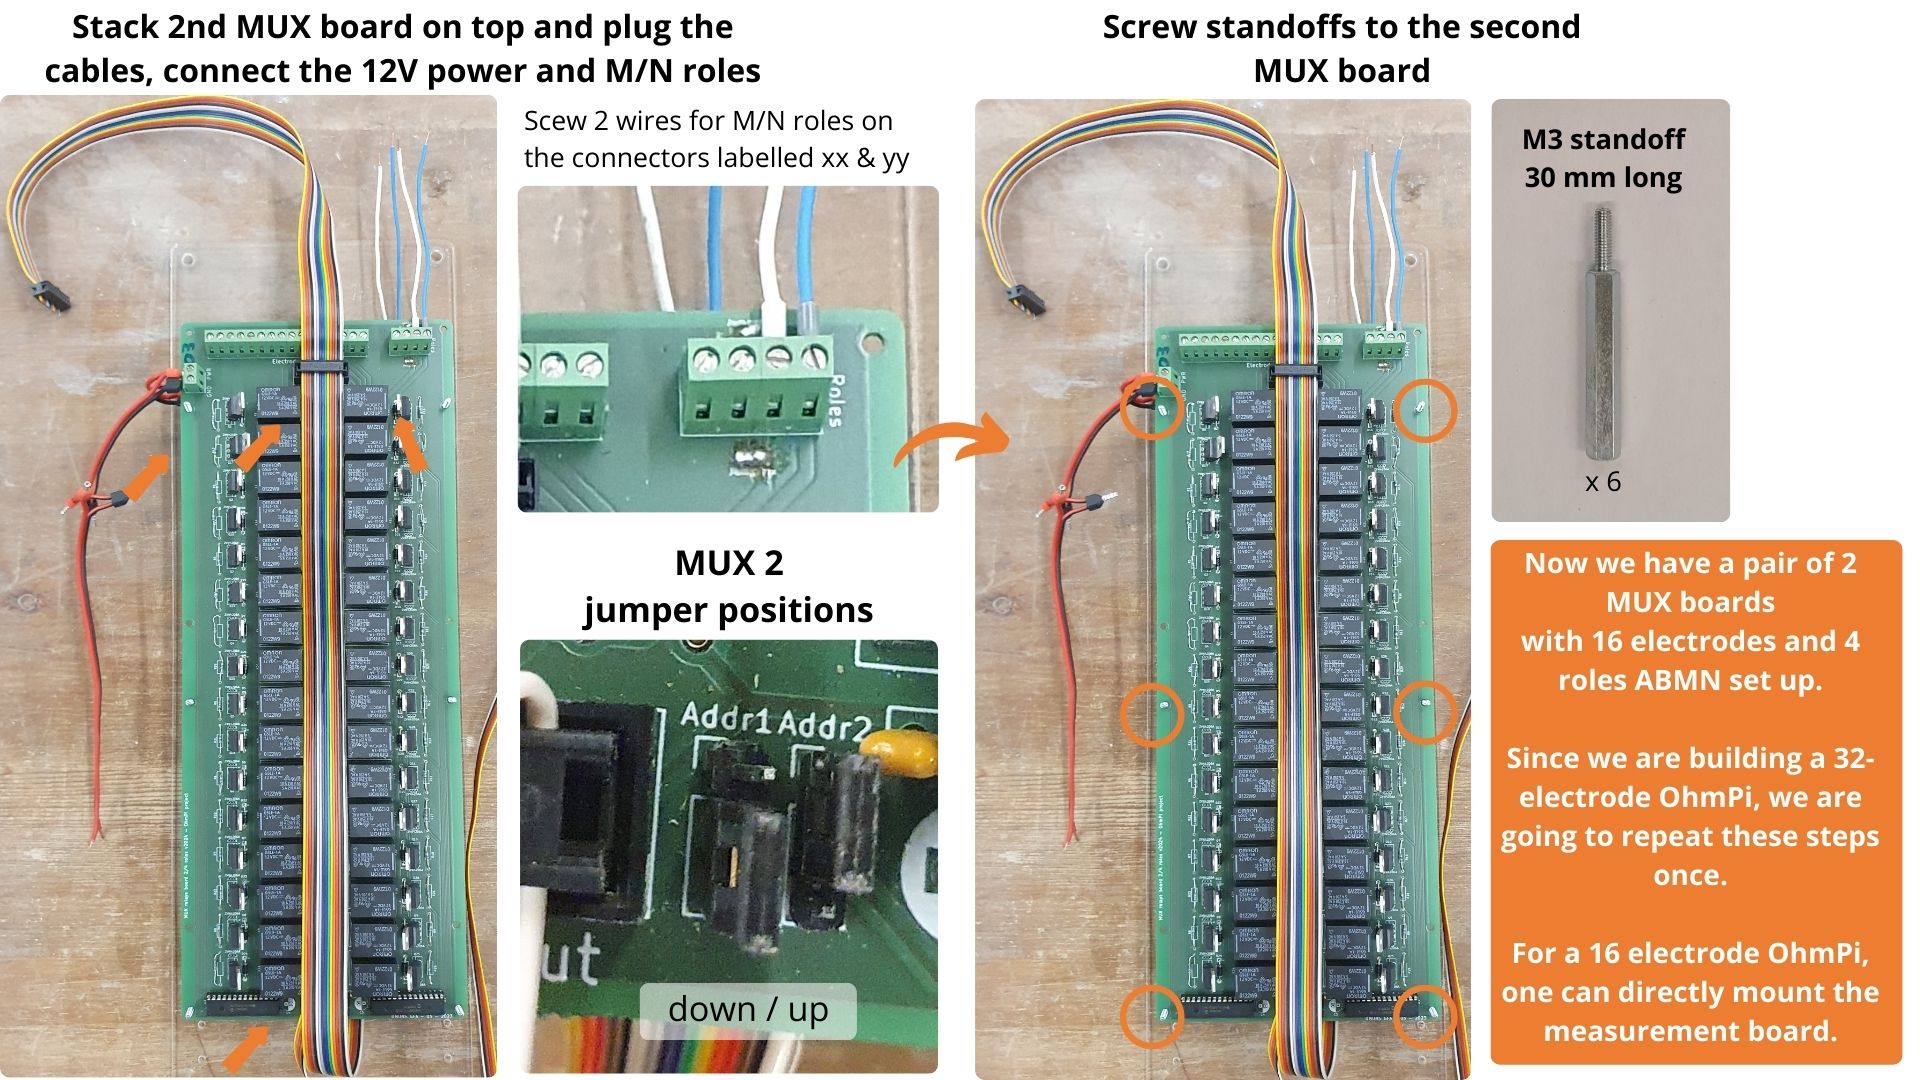 Stack 2nd MUX board on top and plug the
cables, connect the 12V power and M/N roles
Scew 2 wires for M/N roles on
the connectors labelled xx & yy
Roles
MUX 2
jumper positions
Addr1 Addr2
ut
down / up
Screw standoffs to the second
MUX board
M3 standoff
30 mm long
x 6
Now we have a pair of 2
MUX boards
with 16 electrodes and 4
roles ABMN set up.
Since we are building a 32-
electrode OhmPi, we are
going to repeat these steps
once.
For a 16 electrode OhmPi,
one can directly mount the
measurement board.